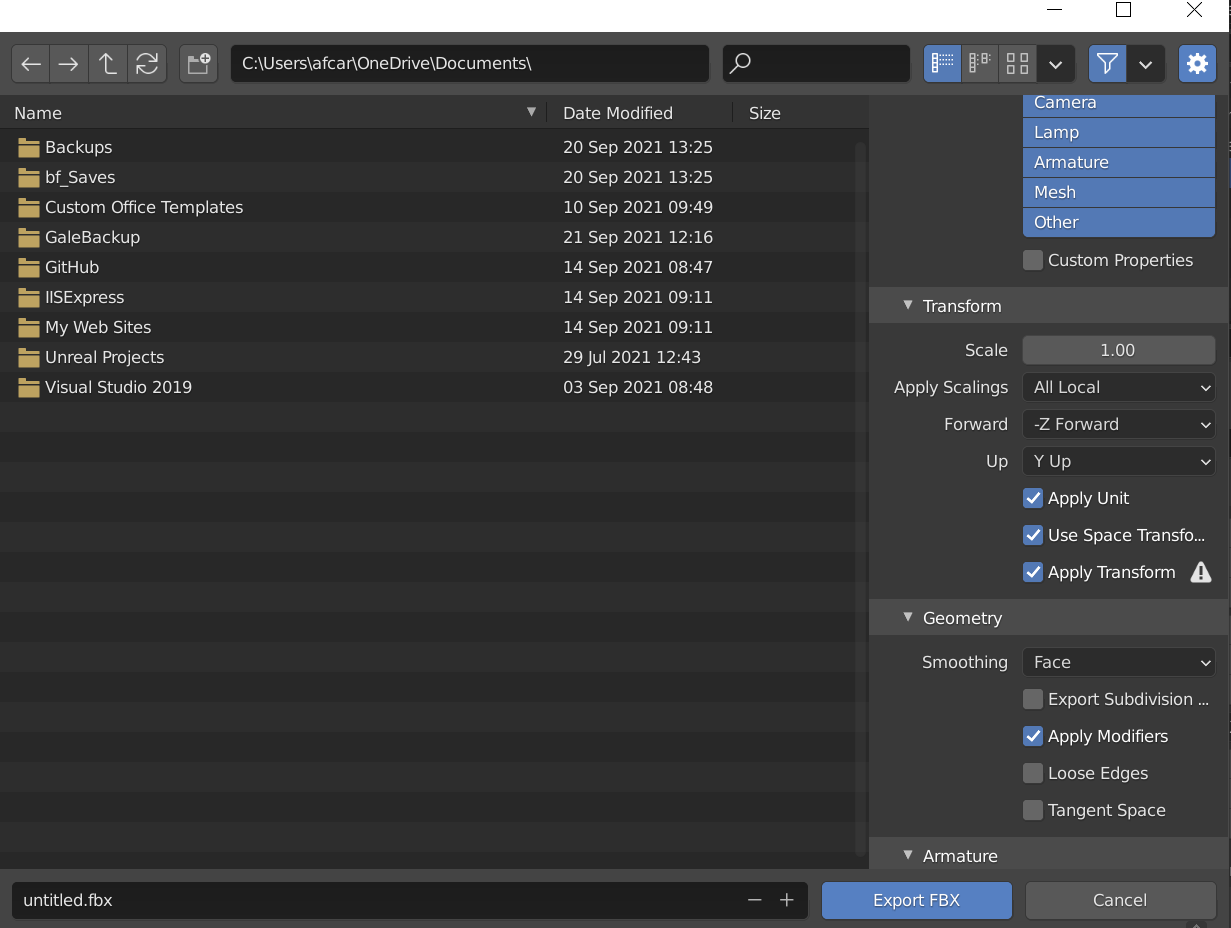 C:\Users\afcar\OneDrive\Documents\
Name Date Modified Size
Backups 20 Sep 2021 13:25
bf_Saves 20 Sep 2021 13:25
Custom Office Templates 10 Sep 2021 09:49
GaleBackup 21 Sep 2021 12:16
GitHub 14 Sep 2021 08:47
IISExpress 14 Sep 2021 09:11
My Web Sites 14 Sep 2021 09:11
Unreal Projects 29 Jul 2021 12:43
Visual Studio 2019 03 Sep 2021 08:48
Camera
Lamp
Armature
Mesh
Other
Custom Properties
Transform
Scale 1.00
Apply Scalings All Local
Forward -Z Forward
Up Y Up
Apply Unit
Use Space Transfo...
Apply Transform
Geometry
Smoothing Face
Export Subdivision ...
Apply Modifiers
Loose Edges
Tangent Space
Armature
untitled.fbx
Export FBX
Cancel